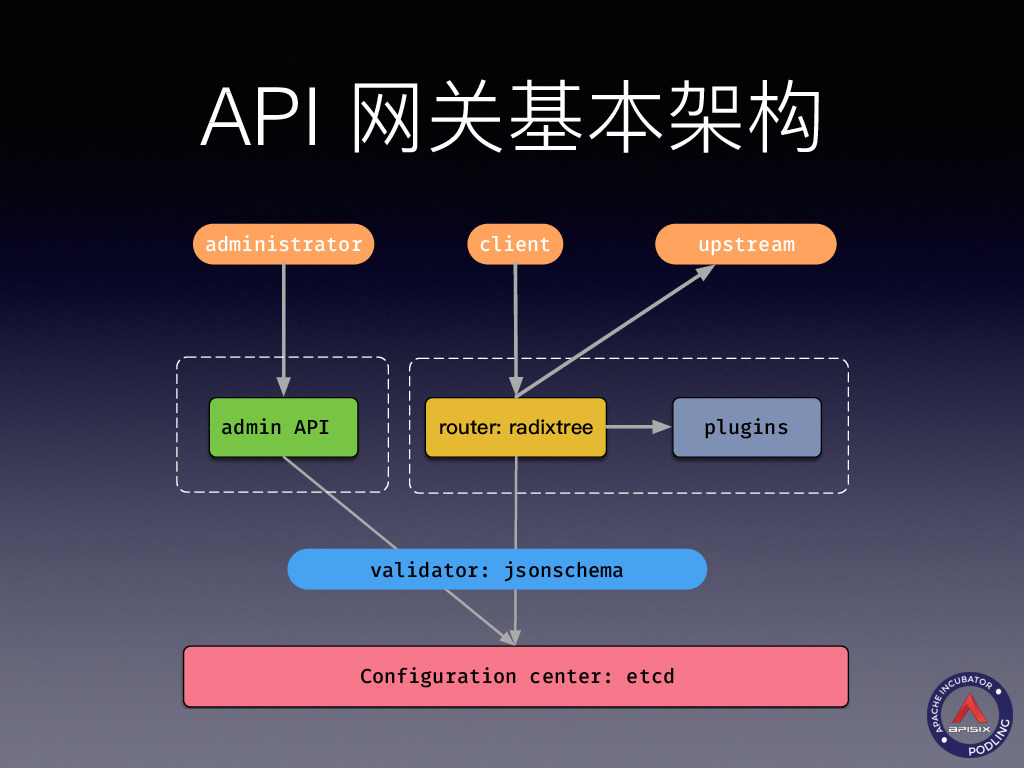 API 网关基本架构
administrator
client
upstream
admin API
router: radixtree
plugins
validator: jsonschema
Configuration center: etcd
APACHE INCUBATOR
APISIX
PODLING